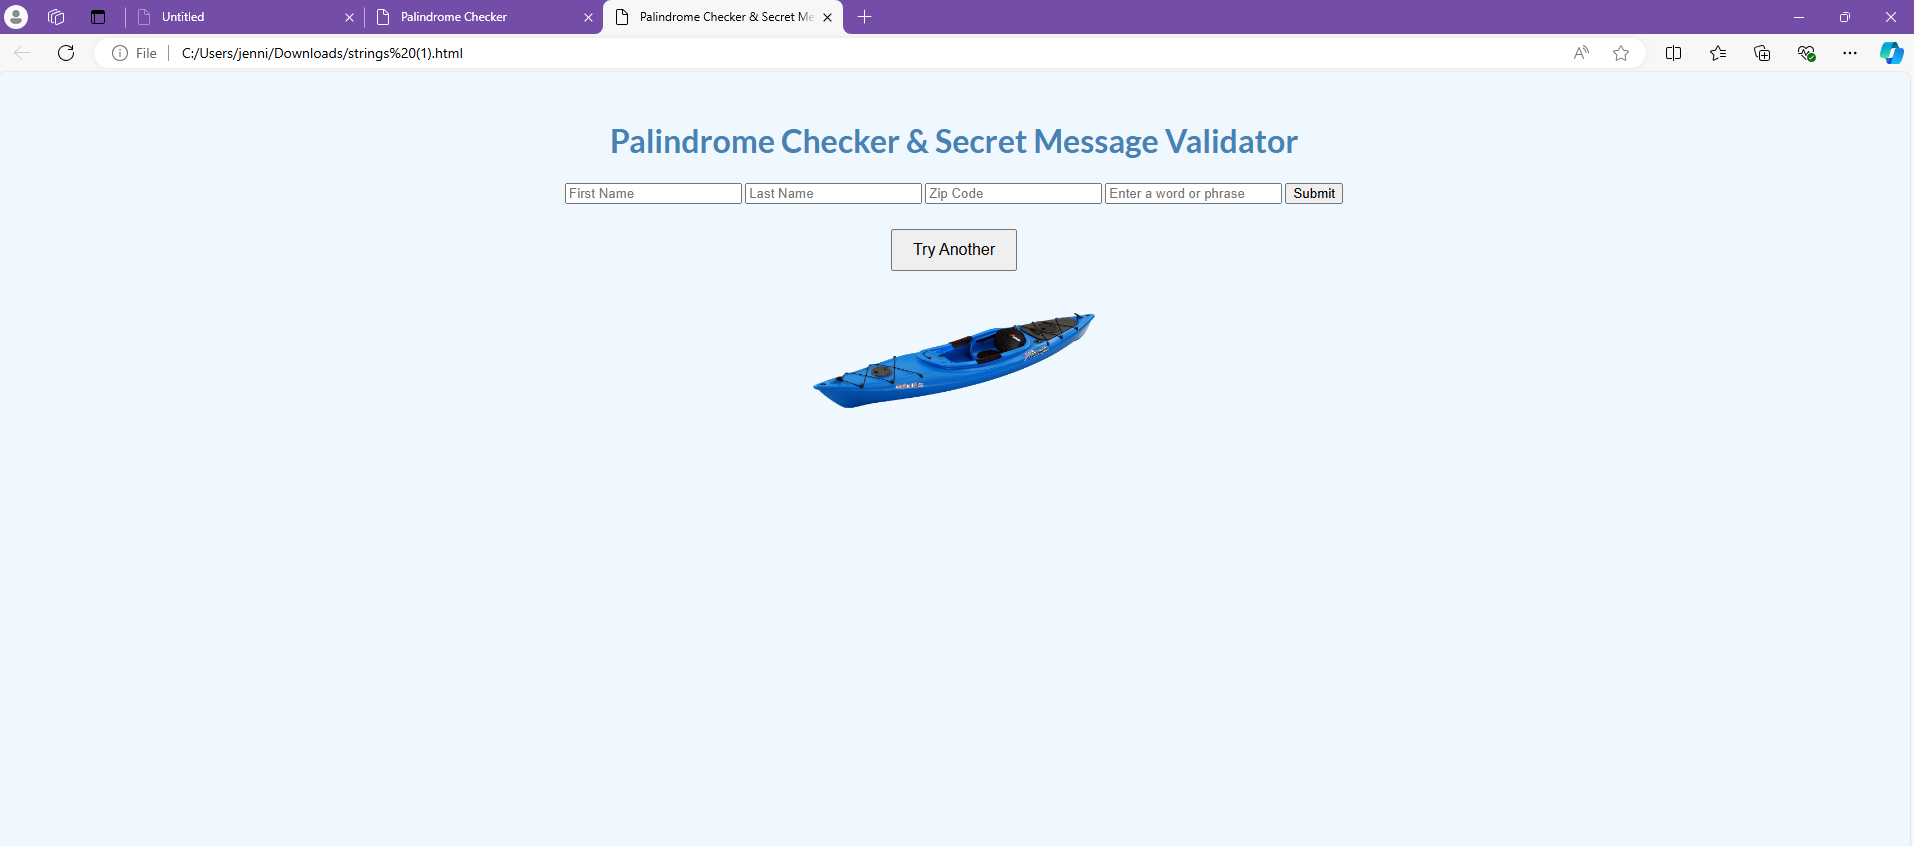 Untitled
Palindrome Checker
Palindrome Checker & Secret Me
File
C:/Users/jenni/Downloads/strings%20(1).html
Palindrome Checker & Secret Message Validator
First Name
Last Name
Zip Code
Enter a word or phrase
Submit
Try Another